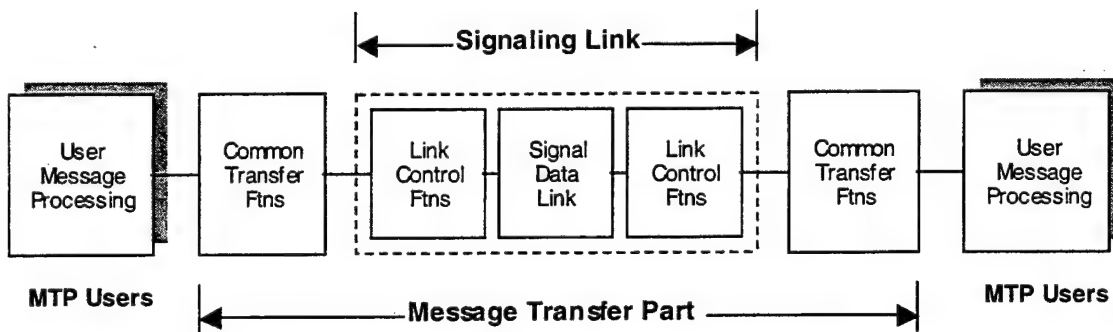 Signaling Link
User
Message
Processing
Common
Transfer
Ftns
Link
Control
Ftns
Signal
Data
Link
Link
Control
Ftns
Common
Transfer
Ftns
User
Message
Processing
MTP Users
Message Transfer Part
MTP Users